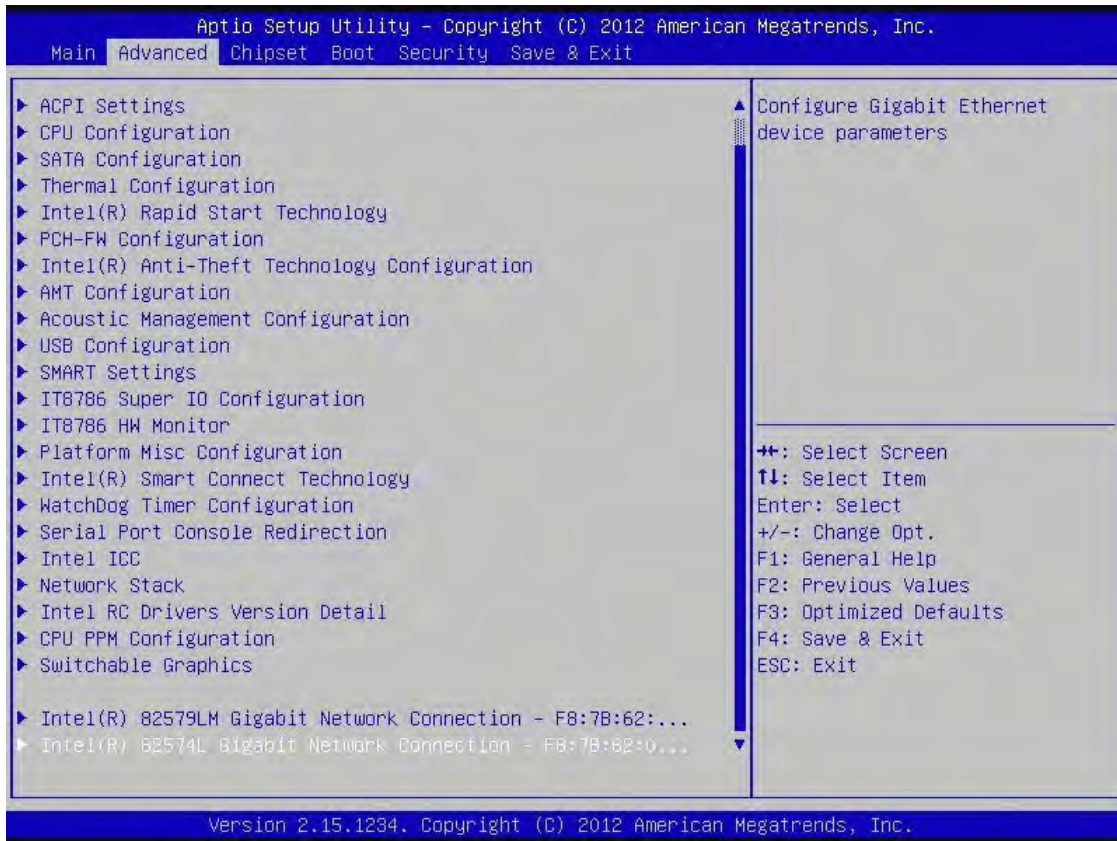 Aptio Setup Utility - Copyright (C) 2012 American Megatrends, Inc.
Main Advanced Chipset Boot Security Save & Exit
▶ ACPI Settings
▶ CPU Configuration
▶ SATA Configuration
▶ Thermal Configuration
▶ Intel(R) Rapid Start Technology
▶ PCH-FW Configuration
▶ Intel(R) Anti-Theft Technology Configuration
▶ AMT Configuration
▶ Acoustic Management Configuration
▶ USB Configuration
▶ SMART Settings
▶ IT8786 Super IO Configuration
▶ IT8786 HW Monitor
▶ Platform Misc Configuration
▶ Intel(R) Smart Connect Technology
▶ WatchDog Timer Configuration
▶ Serial Port Console Redirection
▶ Intel ICC
▶ Network Stack
▶ Intel RC Drivers Version Detail
▶ CPU PPM Configuration
▶ Switchable Graphics
▶ Intel(R) 82579LM Gigabit Network Connection - F8:7B:62:...
▶ Intel(R) 82574L Gigabit Network Connection - F8:7B:62:0...
Configure Gigabit Ethernet
device parameters
→←: Select Screen
↑↓: Select Item
Enter: Select
+/-: Change Opt.
F1: General Help
F2: Previous Values
F3: Optimized Defaults
F4: Save & Exit
ESC: Exit
Version 2.15.1234. Copyright (C) 2012 American Megatrends, Inc.